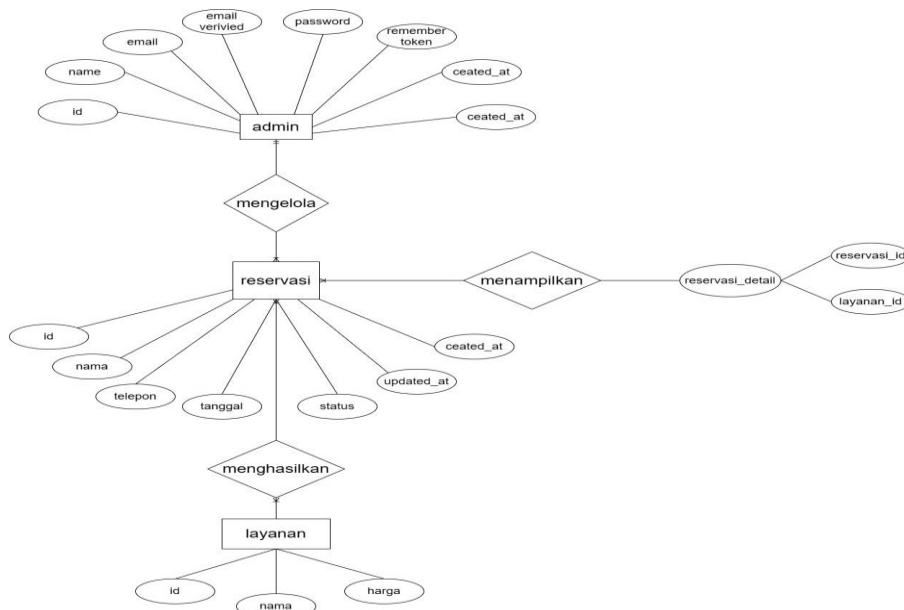 email
verivied
password
remember
token
email
name
ceated_at
id
ceated_at
admin
mengelola
reservasi
menampilkan
reservasi_detail
reservasi_id
layanan_id
id
nama
telepon
tanggal
status
updated_at
ceated_at
menghasilkan
layanan
id
nama
harga